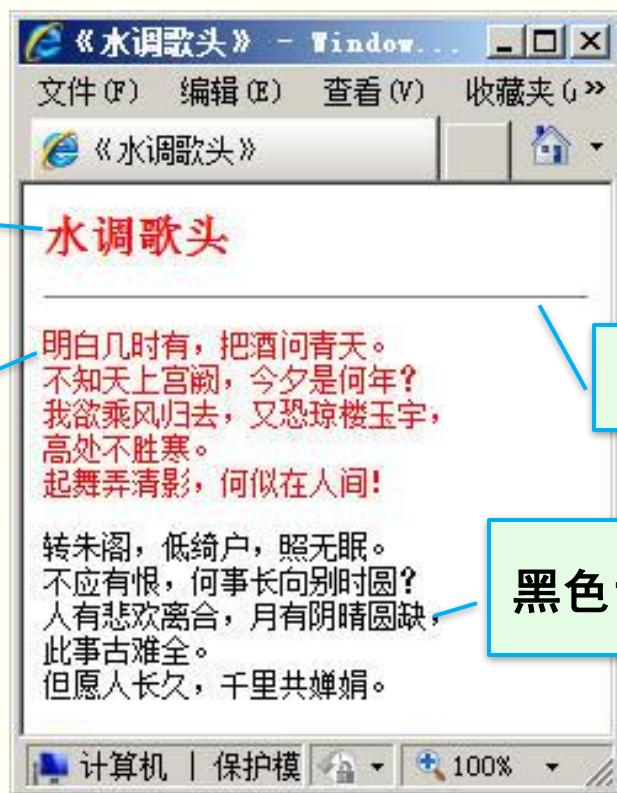 《水调歌头》 - Window...
文件(F) 编辑(E) 查看(V) 收藏夹(
《水调歌头》
水调歌头
明白几时有，把酒问青天。
不知天上宫阙，今夕是何年？
我欲乘风归去，又恐琼楼玉宇，
高处不胜寒。
起舞弄清影，何似在人间！
转朱阁，低绮户，照无眠。
不应有恨，何事长向别时圆？
人有悲欢离合，月有阴晴圆缺，
此事古难全。
但愿人长久，千里共婵娟。
黑色
计算机 | 保护模 100%